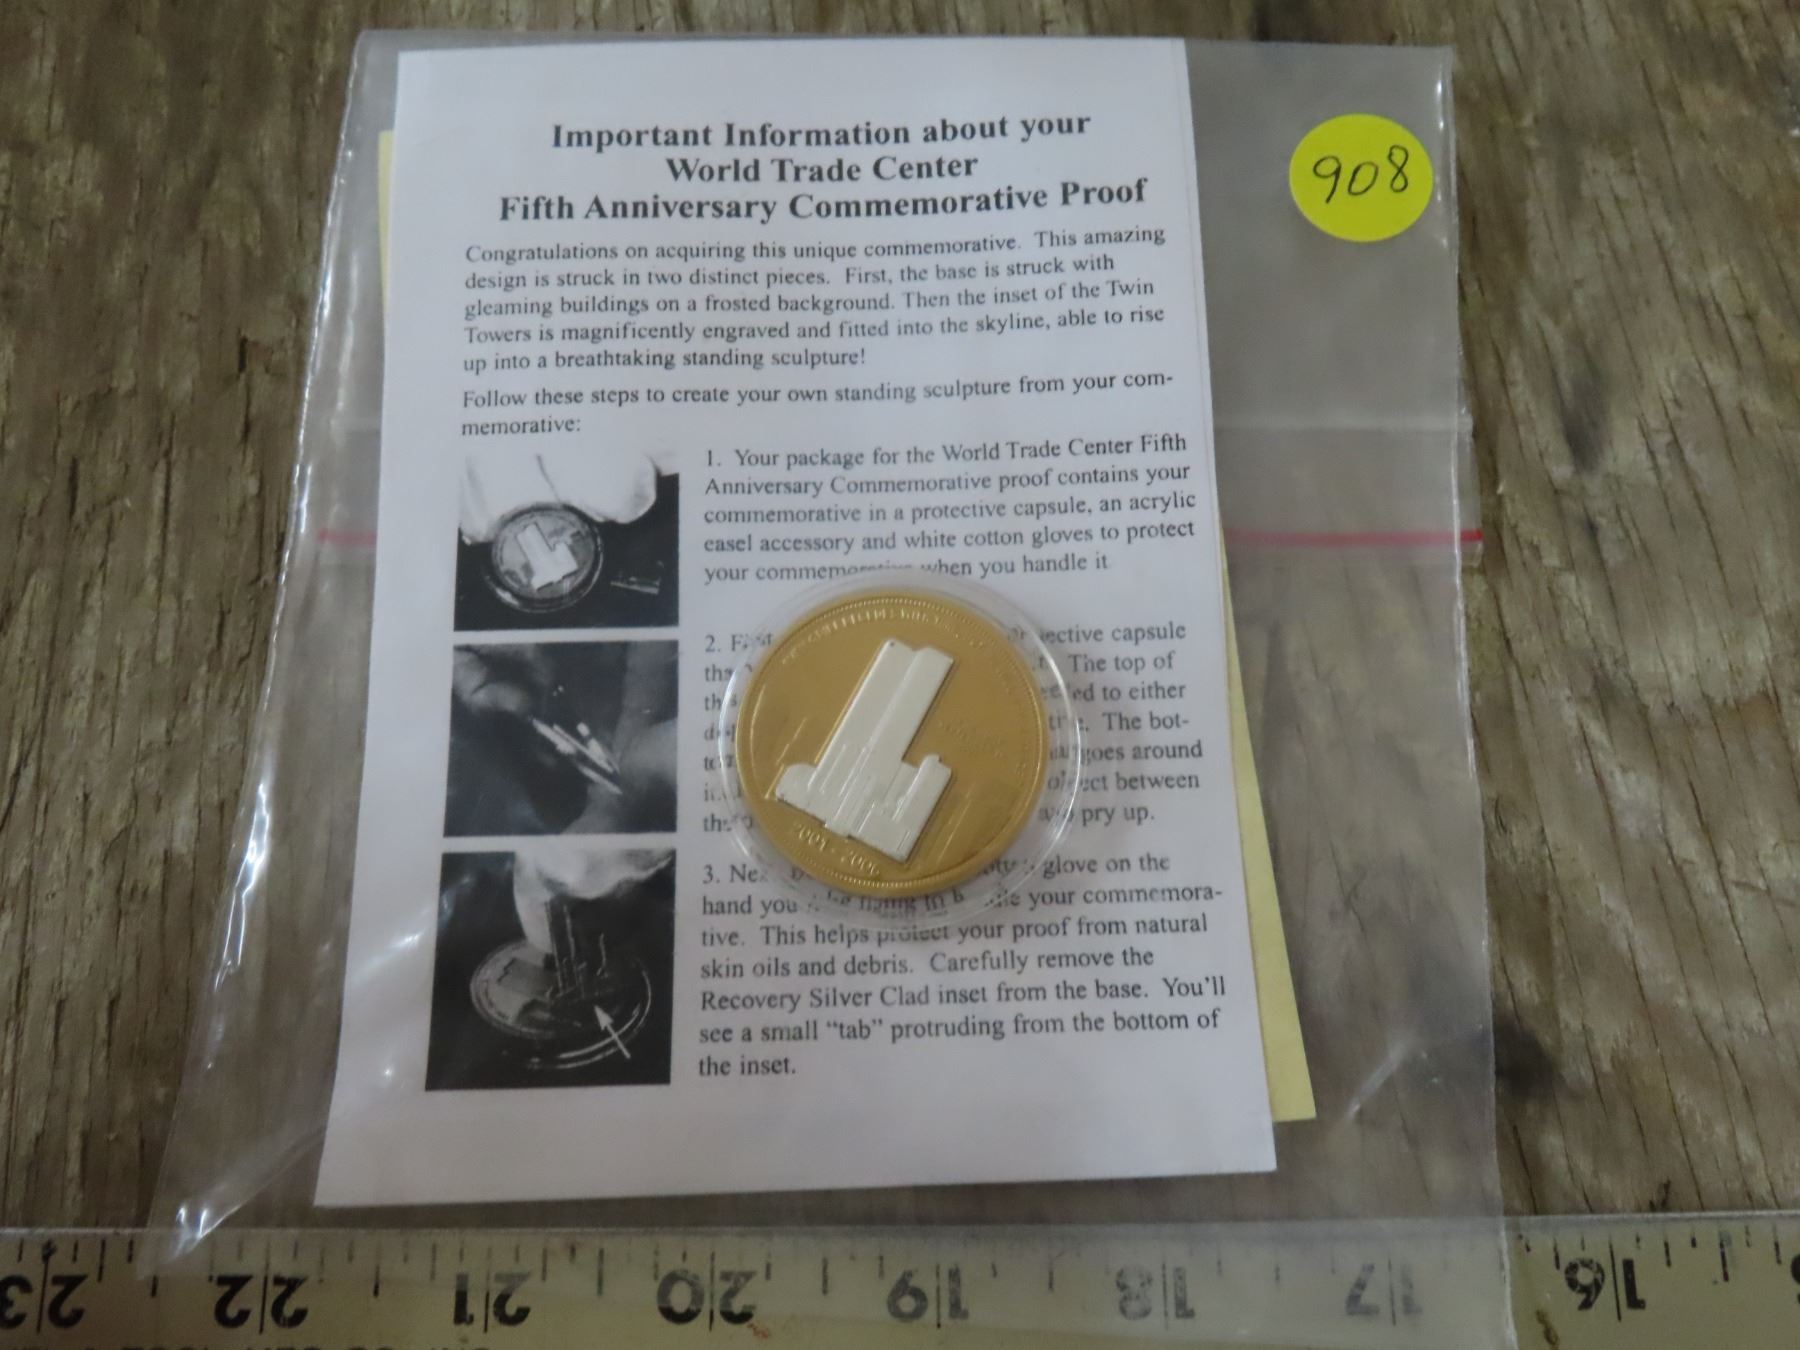 Important Information about your
World Trade Center
Fifth Anniversary Commemorative Proof
Congratulations on acquiring this unique commemorative. This amazing
design is struck in two distinct pieces. First, the base is struck with
gleaming buildings on a frosted background. Then the inset of the Twin
Towers is magnificently engraved and fitted into the skyline, able to rise
up into a breathtaking standing sculpture!
Follow these steps to create your own standing sculpture from your com-
memorative:
1. Your package for the World Trade Center Fifth
Anniversary Commemorative proof contains your
commemorative in a protective capsule, an acrylic
easel accessory and white cotton gloves to protect
your when you handle it
2. capsule
The top of
to either
The bot-
goes around
between
pry up.
3. glove on the
hand you your commemora-
tive. This helps protect your proof from natural
skin oils and debris. Carefully remove the
Recovery Silver Clad inset from the base. You'll
see a small “tab” protruding from the bottom of
the inset.
2001 - 2006
908
23 22 21 20 19 18 17 16